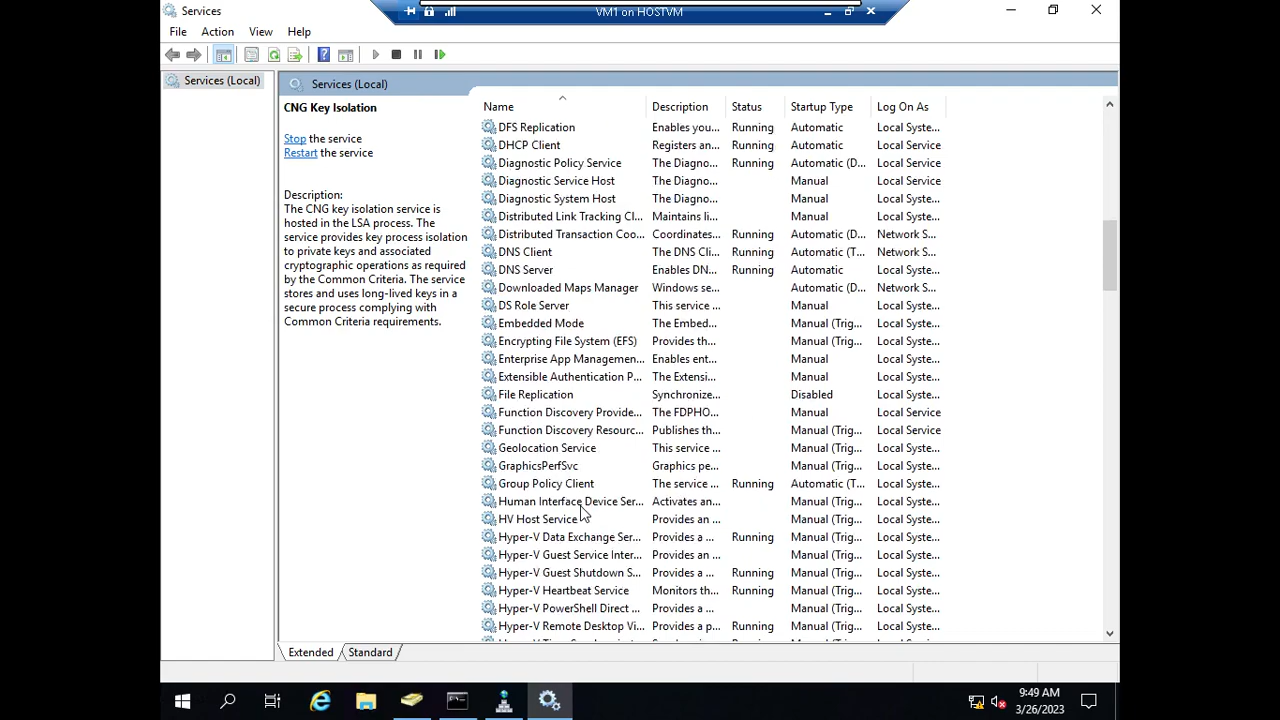 Services
VM1 on HOSTVM
File Action View Help
Services (Local)
Services (Local)
CNG Key Isolation
Stop the service
Restart the service
Description:
The CNG key isolation service is
hosted in the LSA process. The
service provides key process isolation
to private keys and associated
cryptographic operations as required
by the Common Criteria. The service
stores and uses long-lived keys in a
secure process complying with
Common Criteria requirements.
Name Description Status Startup Type Log On As
DFS Replication Enables you... Running Automatic Local Syste...
DHCP Client Registers an... Running Automatic Local Service
Diagnostic Policy Service The Diagno... Running Automatic (D... Local Service
Diagnostic Service Host The Diagno... Manual Local Service
Diagnostic System Host The Diagno... Manual Local Syste...
Distributed Link Tracking Cl... Maintains li... Manual Local Syste...
Distributed Transaction Coo... Coordinates... Running Automatic (D... Network S...
DNS Client The DNS Cli... Running Automatic (T... Network S...
DNS Server Enables DN... Running Automatic Local Syste...
Downloaded Maps Manager Windows se... Automatic (D... Network S...
DS Role Server This service ... Manual Local Syste...
Embedded Mode The Embed... Manual (Trig... Local Syste...
Encrypting File System (EFS) Provides th... Manual (Trig... Local Syste...
Enterprise App Managemen... Enables ent... Manual Local Syste...
Extensible Authentication P... The Extensi... Manual Local Syste...
File Replication Synchronize... Disabled Local Syste...
Function Discovery Provide... The FDPHO... Manual Local Service
Function Discovery Resourc... Publishes th... Manual (Trig... Local Service
Geolocation Service This service ... Manual (Trig... Local Syste...
GraphicsPerfSvc Graphics pe... Manual (Trig... Local Syste...
Group Policy Client The service ... Running Automatic (T... Local Syste...
Human Interface Device Ser... Activates an... Manual (Trig... Local Syste...
HV Host Service Provides an ... Manual (Trig... Local Syste...
Hyper-V Data Exchange Ser... Provides a ... Running Manual (Trig... Local Syste...
Hyper-V Guest Service Inter... Provides an ... Manual (Trig... Local Syste...
Hyper-V Guest Shutdown S... Provides a ... Running Manual (Trig... Local Syste...
Hyper-V Heartbeat Service Monitors th... Running Manual (Trig... Local Syste...
Hyper-V PowerShell Direct ... Provides a ... Manual (Trig... Local Syste...
Hyper-V Remote Desktop Vi... Provides a p... Running Manual (Trig... Local Syste...
Extended Standard
9:49 AM
3/26/2023